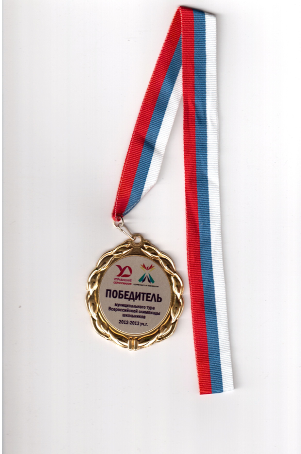 ПОБЕДИТЕЛЬ
муниципального тура
Всероссийской олимпиады
школьников
2012-2013 уч.г.